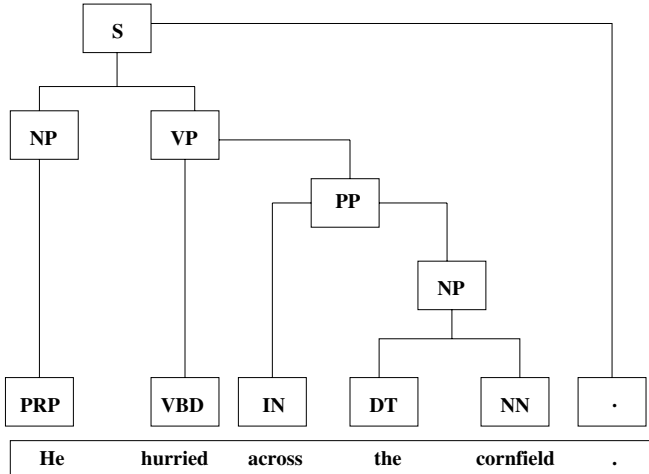 S
NP VP
PP
NP
PRP VBD IN DT NN .
He hurried across the cornfield .